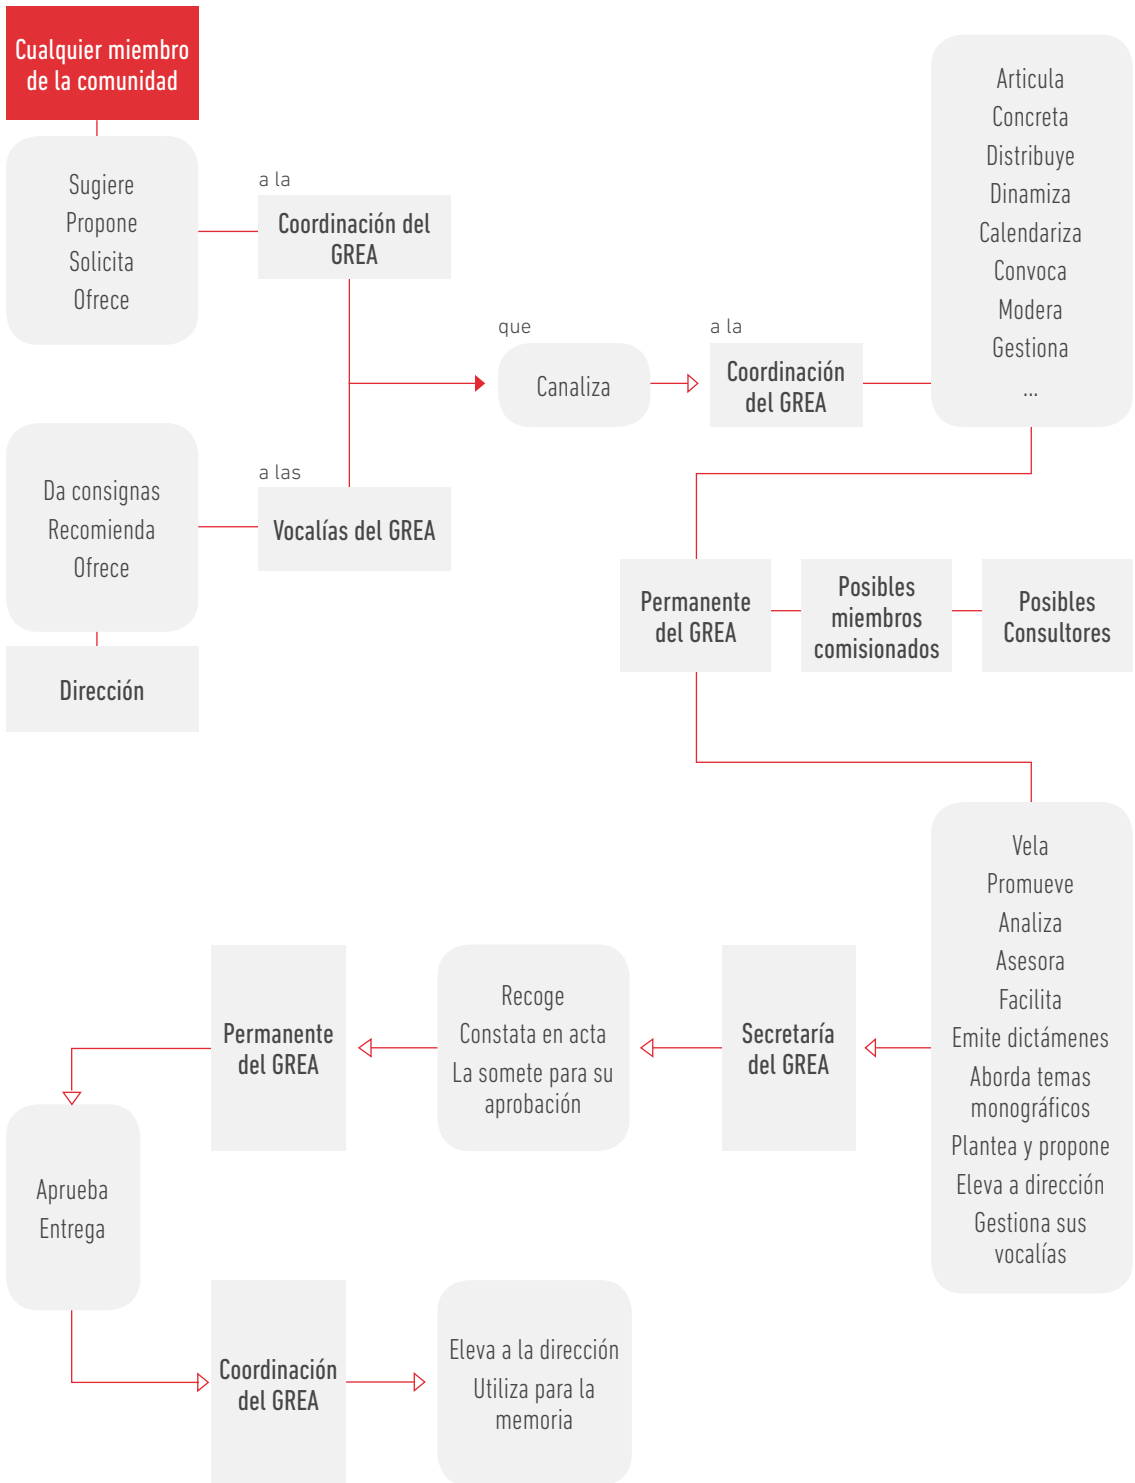 Cualquier miembro
de la comunidad
Sugiere
Propone
Solicita
Ofrece
a la
Coordinación del
GREA
Da consignas
Recomienda
Ofrece
Dirección
a las
Vocalías del GREA
que
Canaliza
a la
Coordinación
del GREA
Articula
Concreta
Distribuye
Dinamiza
Calendariza
Convoca
Modera
Gestiona
...
Permanente
del GREA
Posibles
miembros
comisionados
Posibles
Consultores
Vela
Promueve
Analiza
Asesora
Facilita
Emite dictámenes
Aborda temas
monográficos
Plantea y propone
Eleva a dirección
Gestiona sus
vocalías
Secretaría
del GREA
Recoge
Constata en acta
La somete para su
aprobación
Permanente
del GREA
Aprueba
Entrega
Coordinación
del GREA
Eleva a la dirección
Utiliza para la
memoria